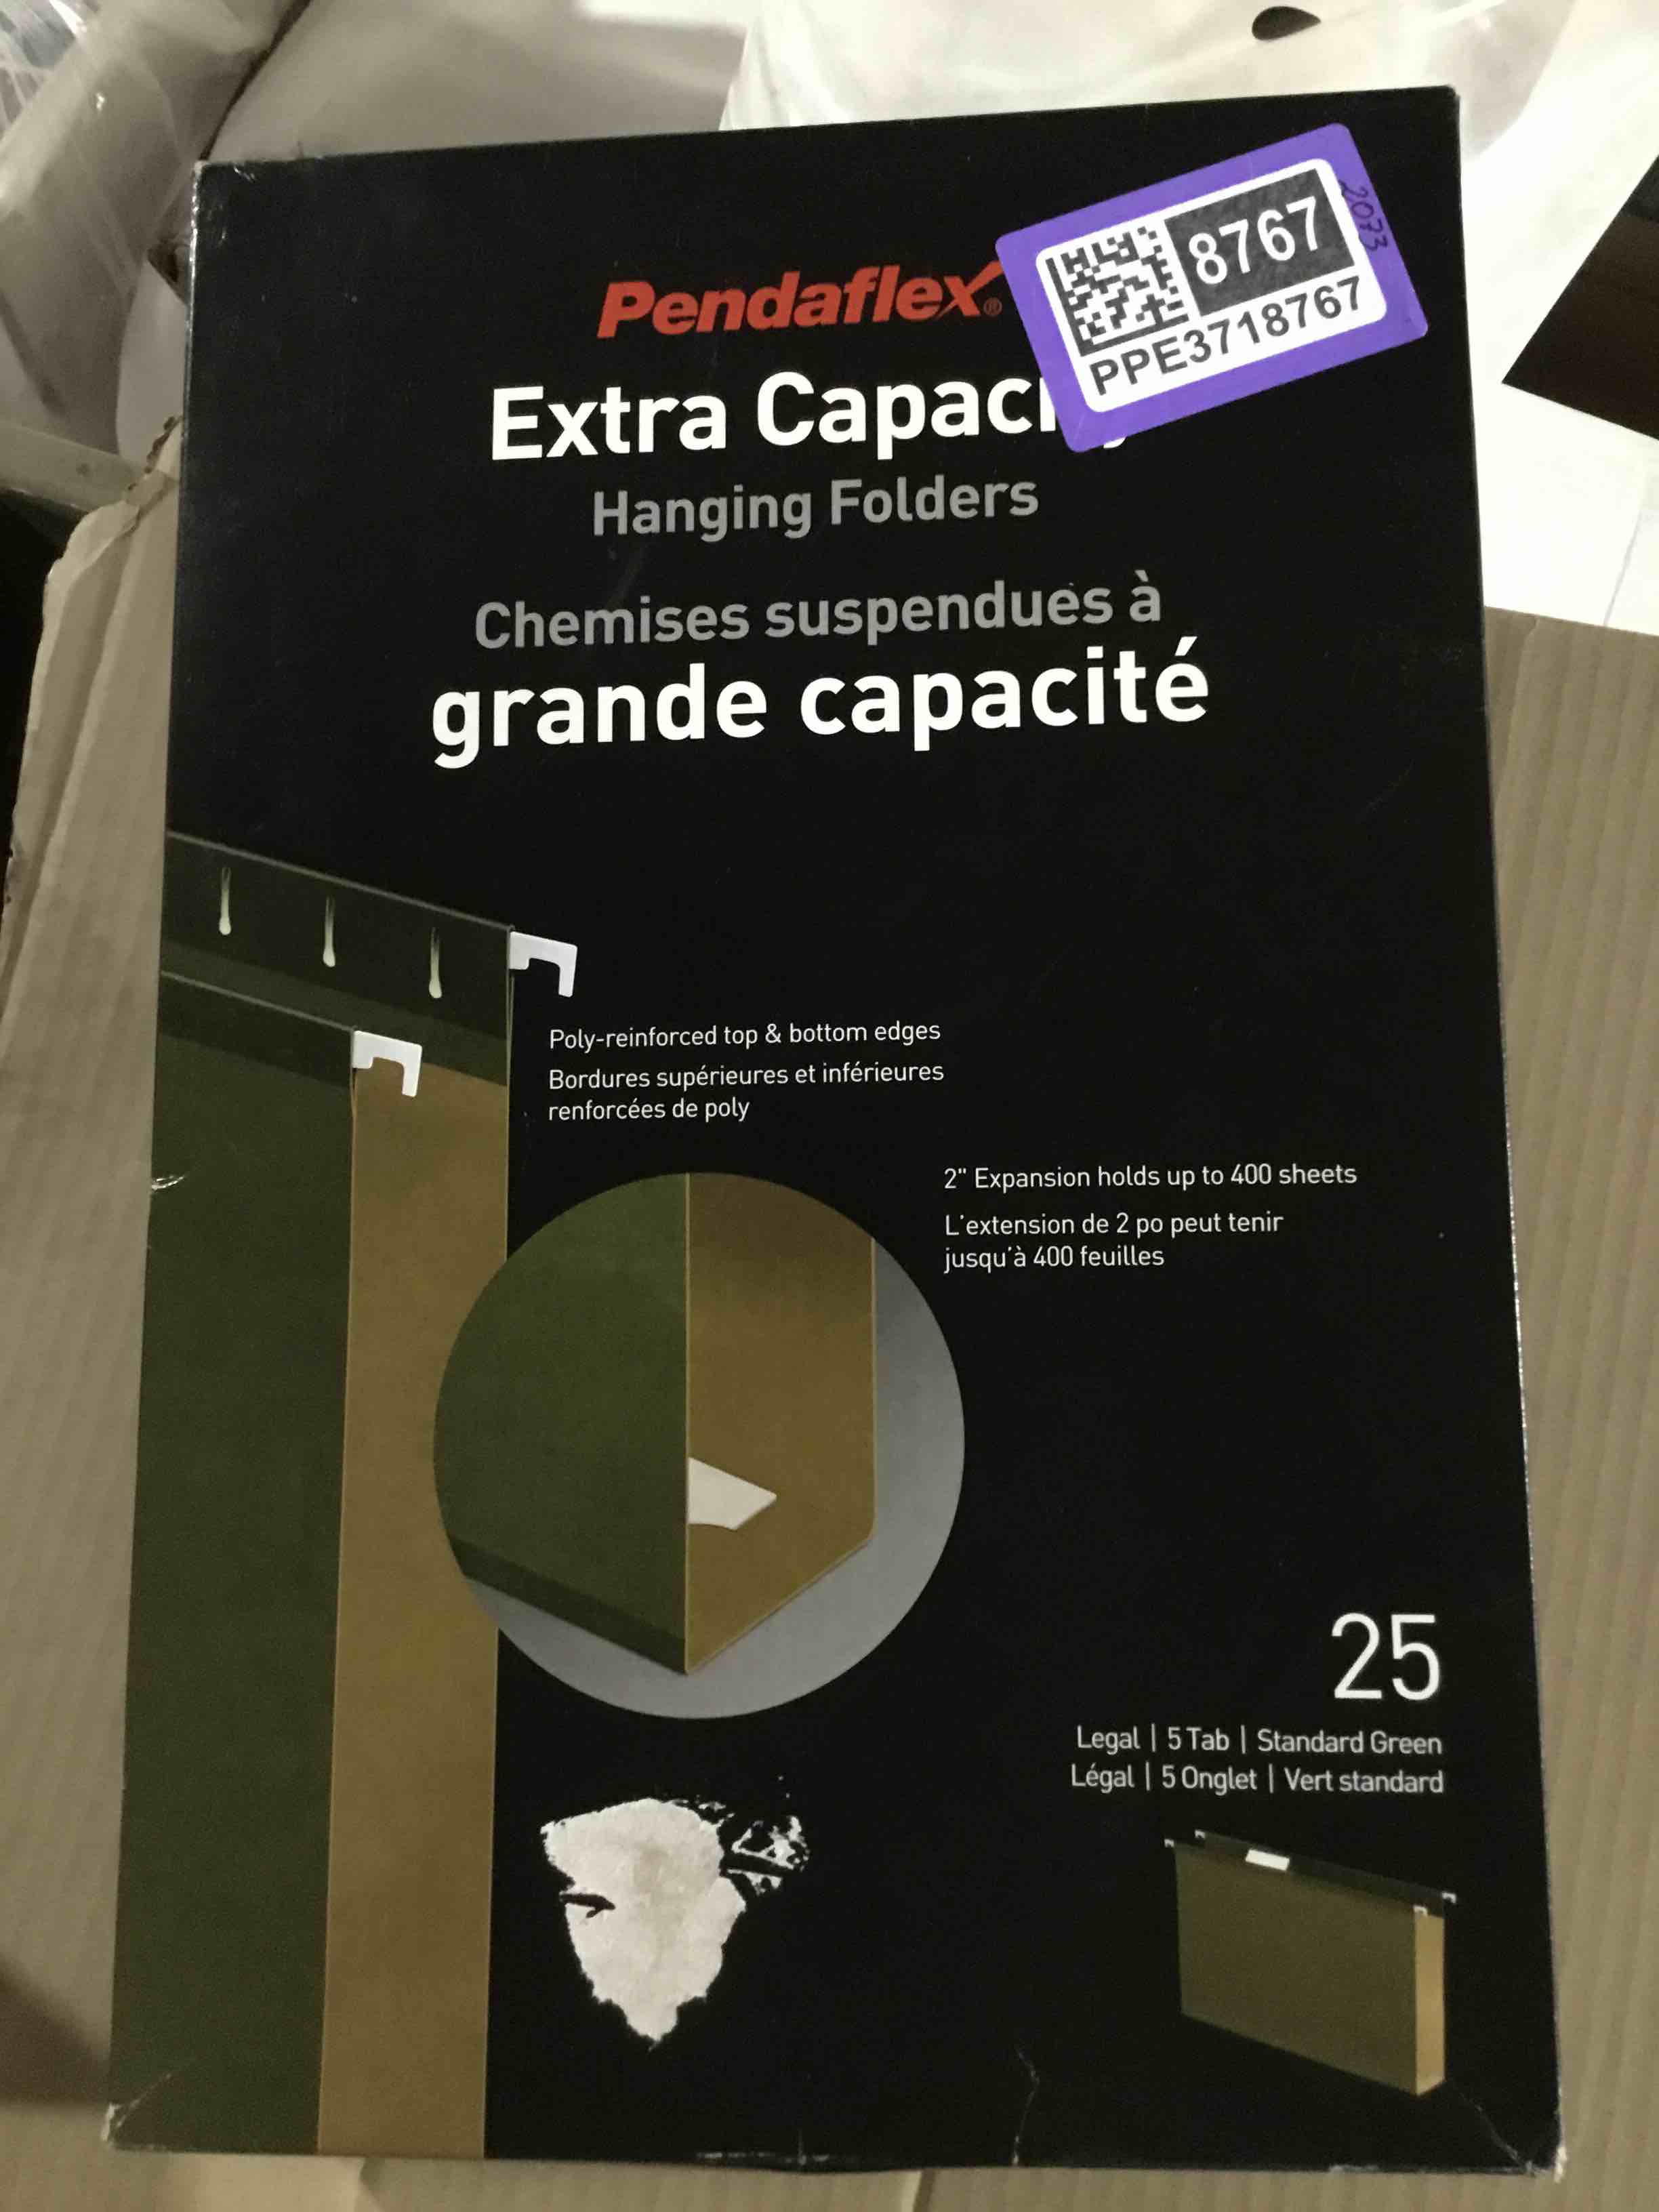 Pendaflex®
8767
PPE3718767
2073
Extra
Hanging Folders
Chemises suspendues à
grande capacité
Poly-reinforced top & bottom edges
Bordures supérieures et inférieures
renforcées de poly
2" Expansion holds up to 400 sheets
L'extension de 2 po peut tenir
jusqu'à 400 feuilles
25
Legal | 5 Tab | Standard Green
Légal | 5 Onglet | Vert standard